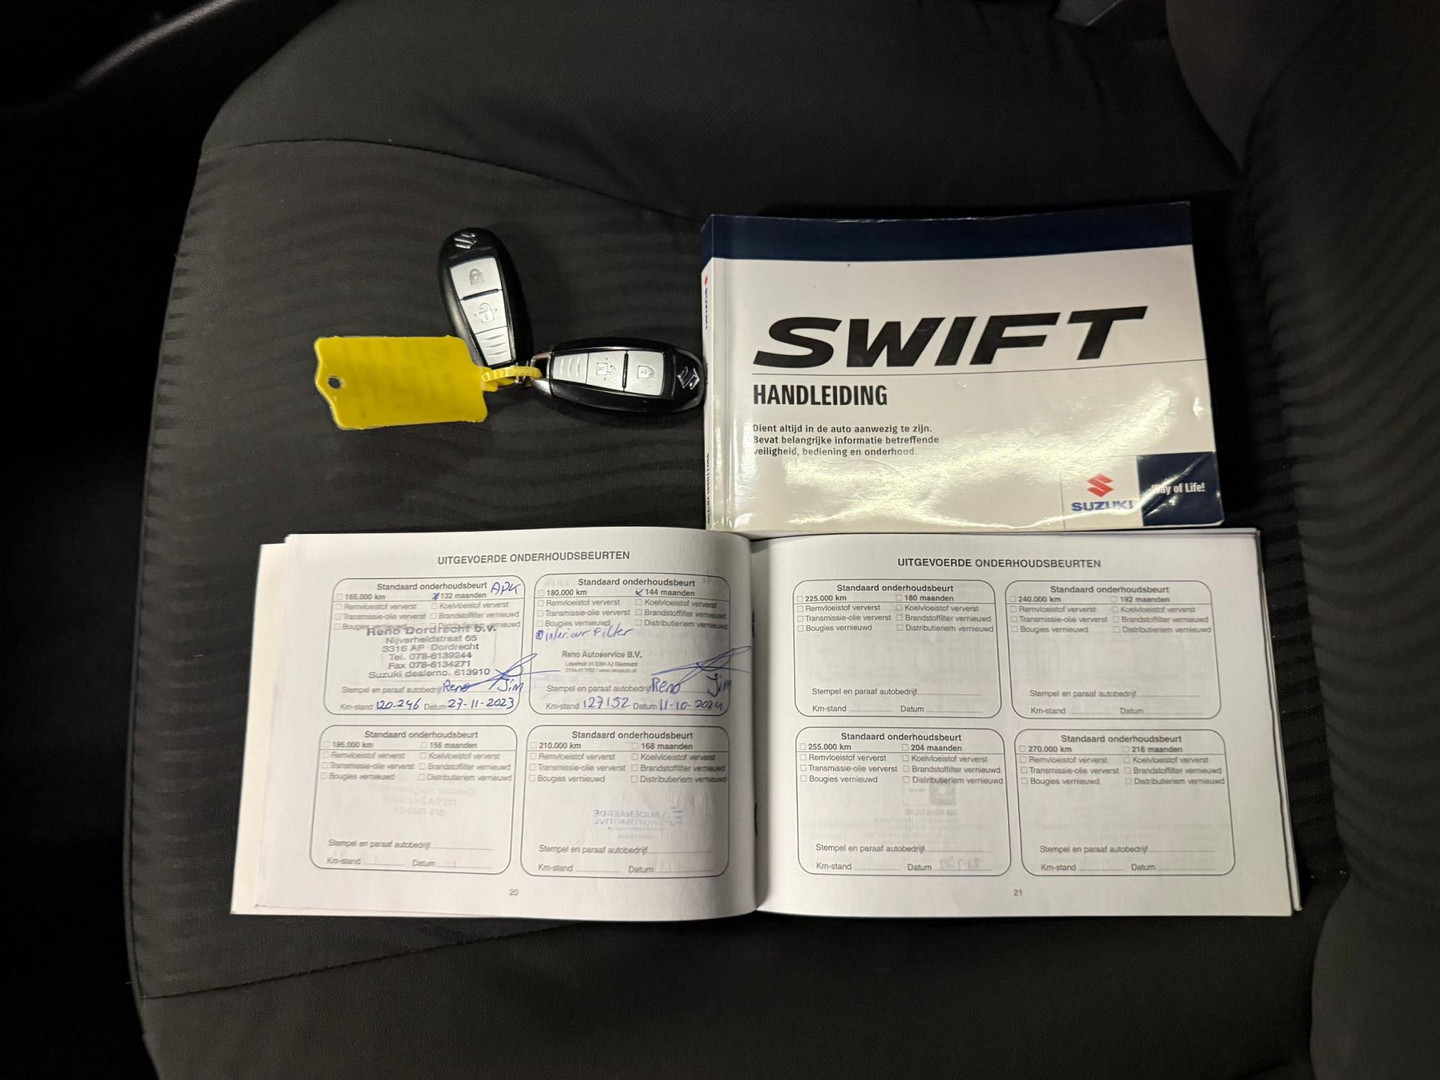 SWIFT
HANDLEIDING
Dient altijd in de auto aanwezig te zijn.
Bevat belangrijke informatie betreffende
veiligheid, bediening en onderhoud.
SUZUKI
Way of Life!
UITGEVOERDE ONDERHOUDSBEURTEN
Standaard onderhoudsbeurt APK
165.000 km 132 maanden
Remvloeistof ververst Koelvloeistof ververst
Transmissie-olie ververst Brandstoffilter vernieuwd
Bougies vernieuwd Distributieriem vernieuwd
Reno Dordrecht b.v.
Nijverheidstraat 65
3316 AP Dordrecht
Tel. 078-6139244
Fax 078-6134271
Suzuki dealerno. 613910
Stempel en paraaf autobedrijf Reno Jim
Km-stand 120.246 Datum 27-11-2023
Standaard onderhoudsbeurt
180.000 km 144 maanden
Remvloeistof ververst Koelvloeistof ververst
Transmissie-olie ververst Brandstoffilter vernieuwd
Bougies vernieuwd Distributieriem vernieuwd
interieur filter
Reno Autoservice B.V.
Stempel en paraaf autobedrijf Reno Jim
Km-stand 127152 Datum 11-10-2024
Standaard onderhoudsbeurt
195.000 km 156 maanden
Remvloeistof ververst Koelvloeistof ververst
Transmissie-olie ververst Brandstoffilter vernieuwd
Bougies vernieuwd Distributieriem vernieuwd
Stempel en paraaf autobedrijf
Km-stand Datum
Standaard onderhoudsbeurt
210.000 km 168 maanden
Remvloeistof ververst Koelvloeistof ververst
Transmissie-olie ververst Brandstoffilter vernieuwd
Bougies vernieuwd Distributieriem vernieuwd
Stempel en paraaf autobedrijf
Km-stand Datum
20
UITGEVOERDE ONDERHOUDSBEURTEN
Standaard onderhoudsbeurt
225.000 km 180 maanden
Remvloeistof ververst Koelvloeistof ververst
Transmissie-olie ververst Brandstoffilter vernieuwd
Bougies vernieuwd Distributieriem vernieuwd
Stempel en paraaf autobedrijf
Km-stand Datum
Standaard onderhoudsbeurt
240.000 km 192 maanden
Remvloeistof ververst Koelvloeistof ververst
Transmissie-olie ververst Brandstoffilter vernieuwd
Bougies vernieuwd Distributieriem vernieuwd
Stempel en paraaf autobedrijf
Km-stand Datum
Standaard onderhoudsbeurt
255.000 km 204 maanden
Remvloeistof ververst Koelvloeistof ververst
Transmissie-olie ververst Brandstoffilter vernieuwd
Bougies vernieuwd Distributieriem vernieuwd
Stempel en paraaf autobedrijf
Km-stand Datum
Standaard onderhoudsbeurt
270.000 km 216 maanden
Remvloeistof ververst Koelvloeistof ververst
Transmissie-olie ververst Brandstoffilter vernieuwd
Bougies vernieuwd Distributieriem vernieuwd
Stempel en paraaf autobedrijf
Km-stand Datum
21